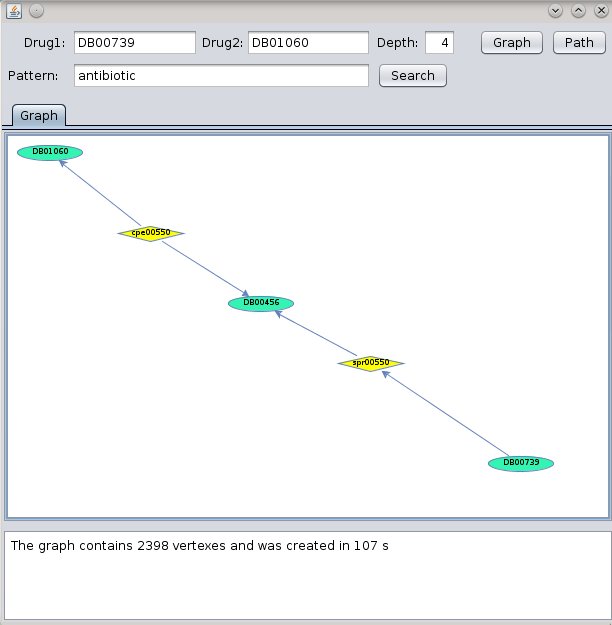 Drug1: DB00739 Drug2: DB01060 Depth: 4 Graph Path
Pattern: antibiotic Search
Graph
DB01060
cpe00550
DB00456
spr00550
DB00739
The graph contains 2398 vertexes and was created in 107 s